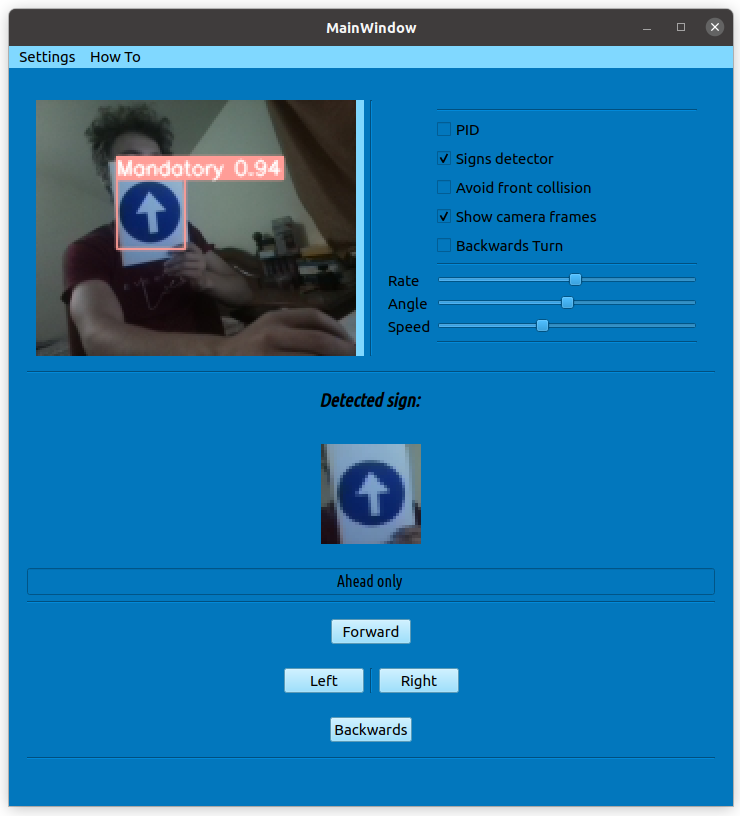 MainWindow
Settings How To
Mandatory 0.94
PID
Signs detector
Avoid front collision
Show camera frames
Backwards Turn
Rate
Angle
Speed
Detected sign:
Ahead only
Forward
Left Right
Backwards